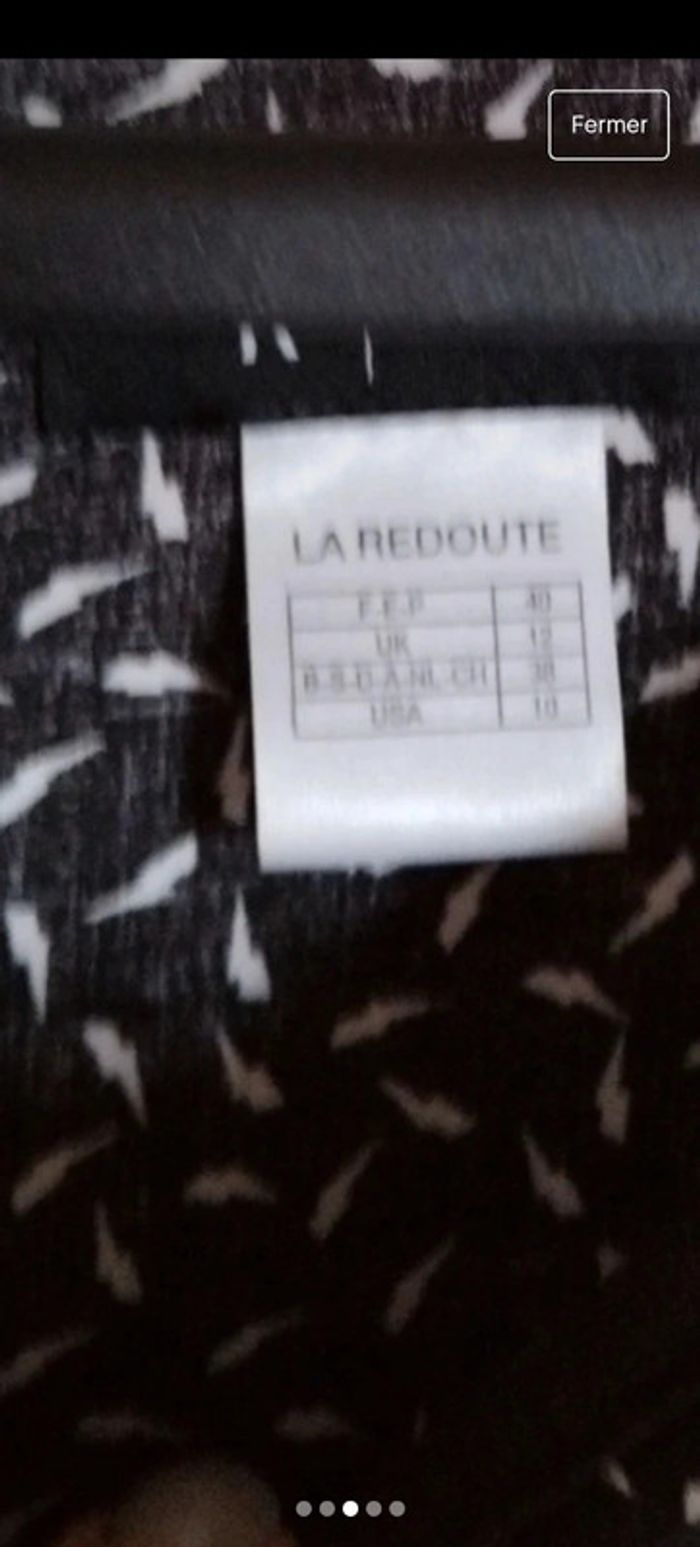 Fermer
LA REDOUTE
F.E.P 40
UK 12
B-S-D-A-NL-CH 38
USA 10